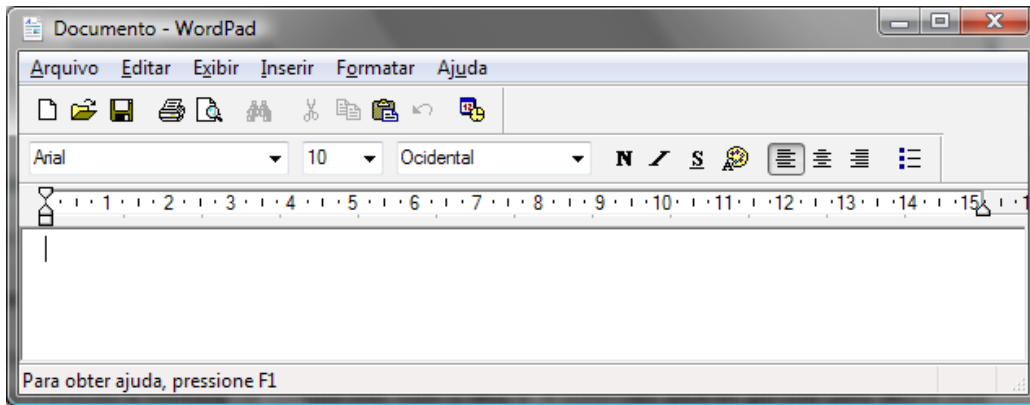 Documento - WordPad
Arquivo Editar Exibir Inserir Formatar Ajuda
Arial 10 Ocidental N I S
1 2 3 4 5 6 7 8 9 10 11 12 13 14 15 1
Para obter ajuda, pressione F1